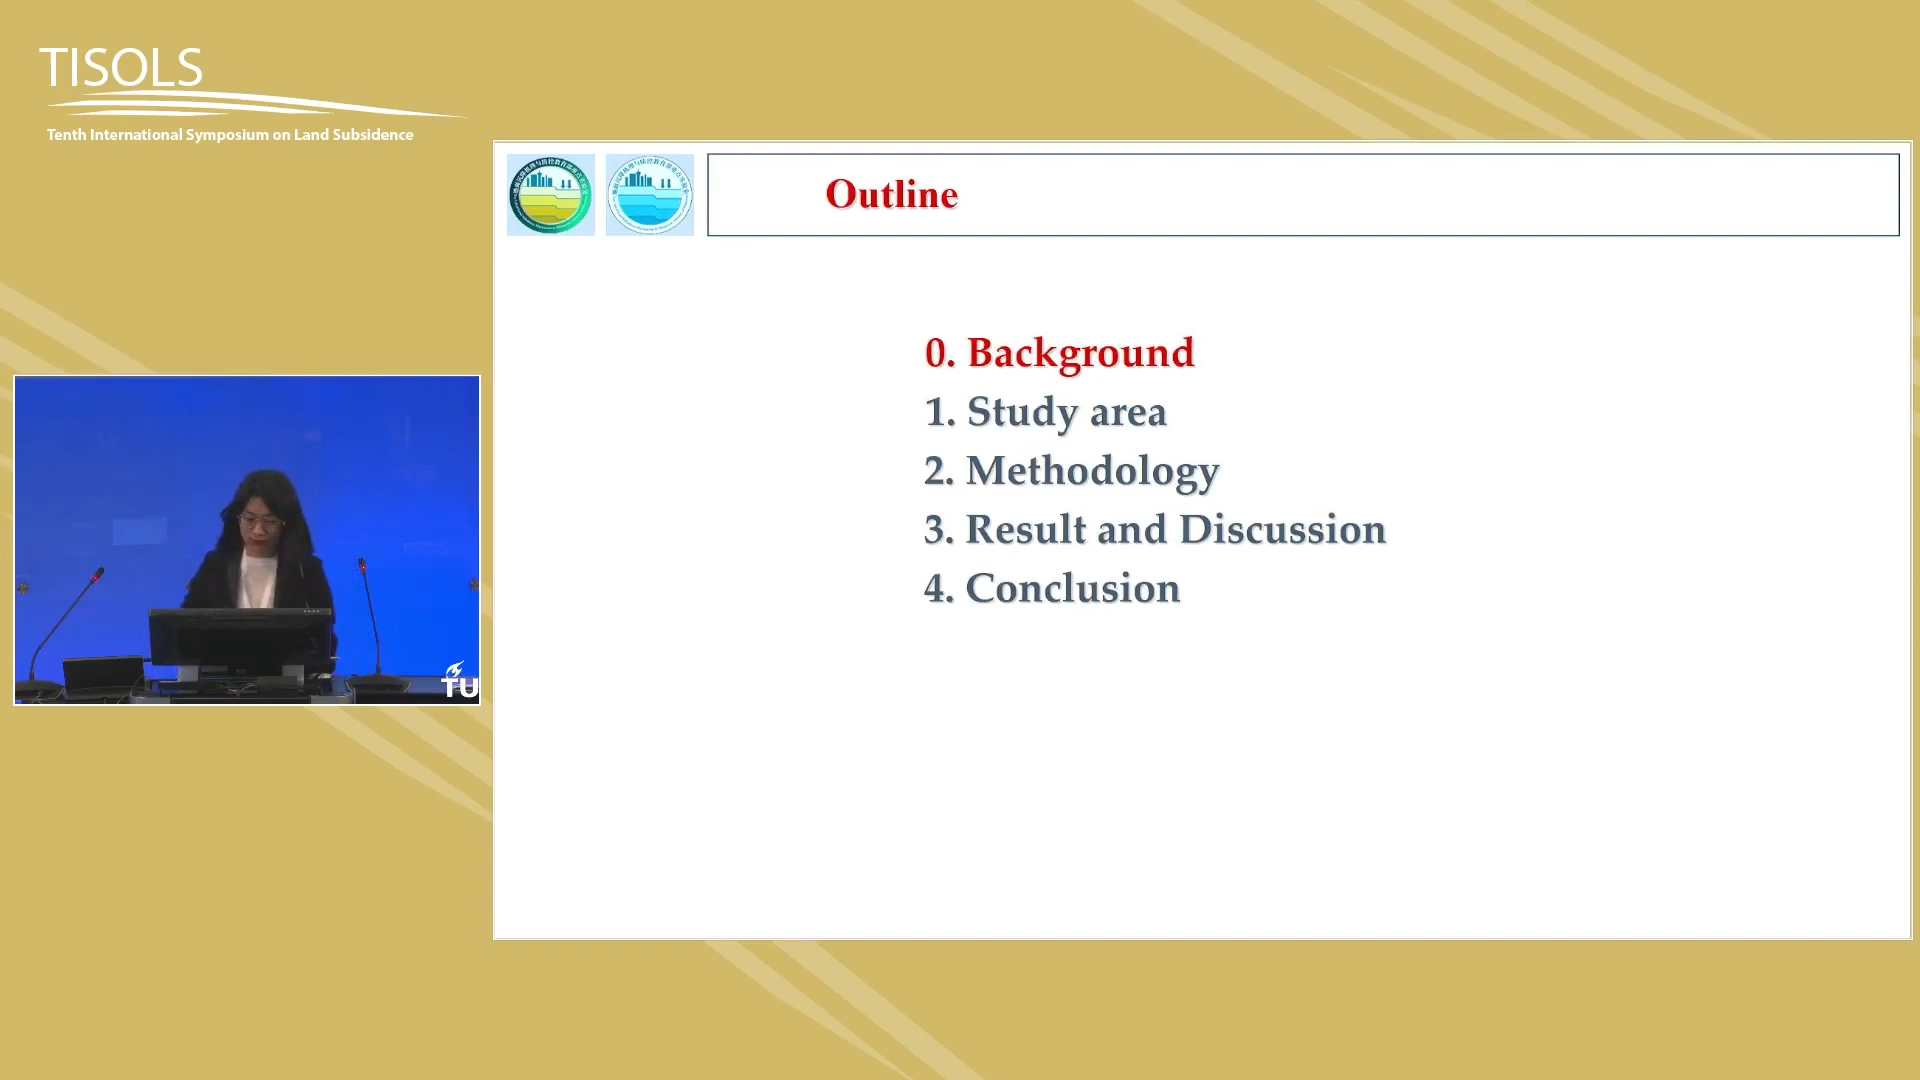 TISOLS
Tenth International Symposium on Land Subsidence
Outline
0. Background
1. Study area
2. Methodology
3. Result and Discussion
4. Conclusion
TU